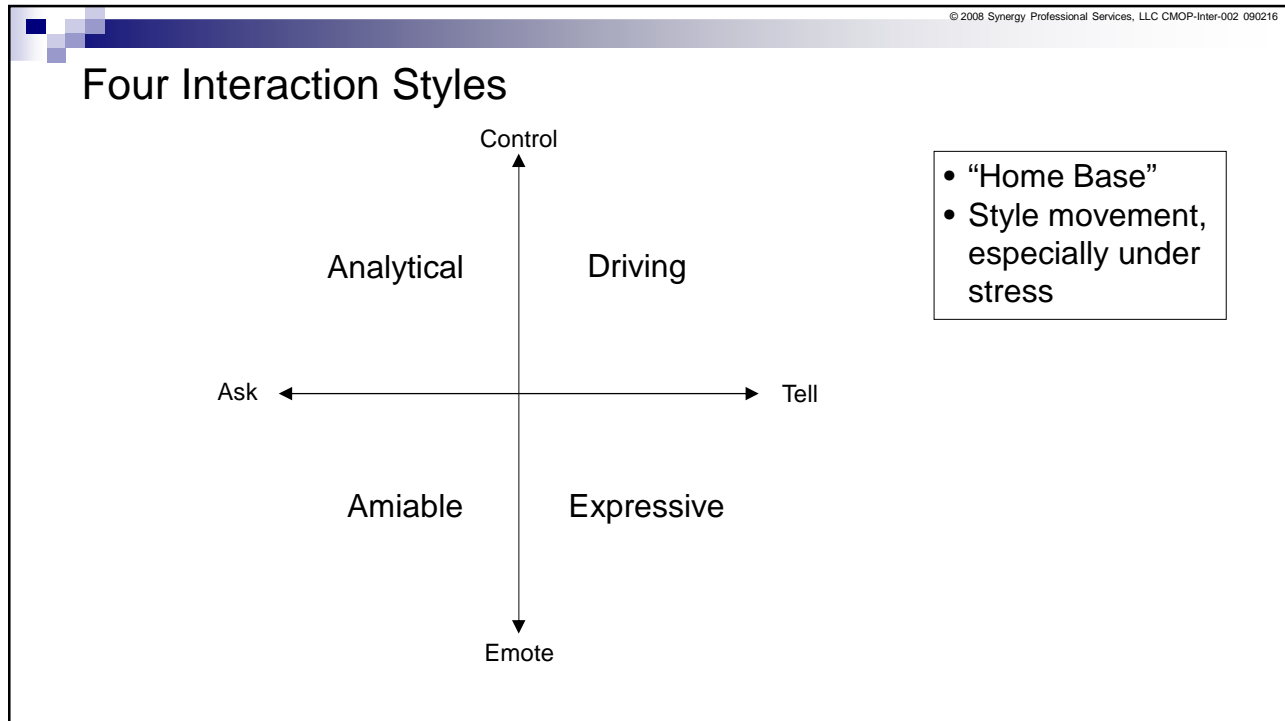 © 2008 Synergy Professional Services, LLC CMOP-Inter-002 090216
Four Interaction Styles
Control
• “Home Base”
• Style movement,
especially under
stress
Analytical
Driving
Ask
Tell
Amiable
Expressive
Emote